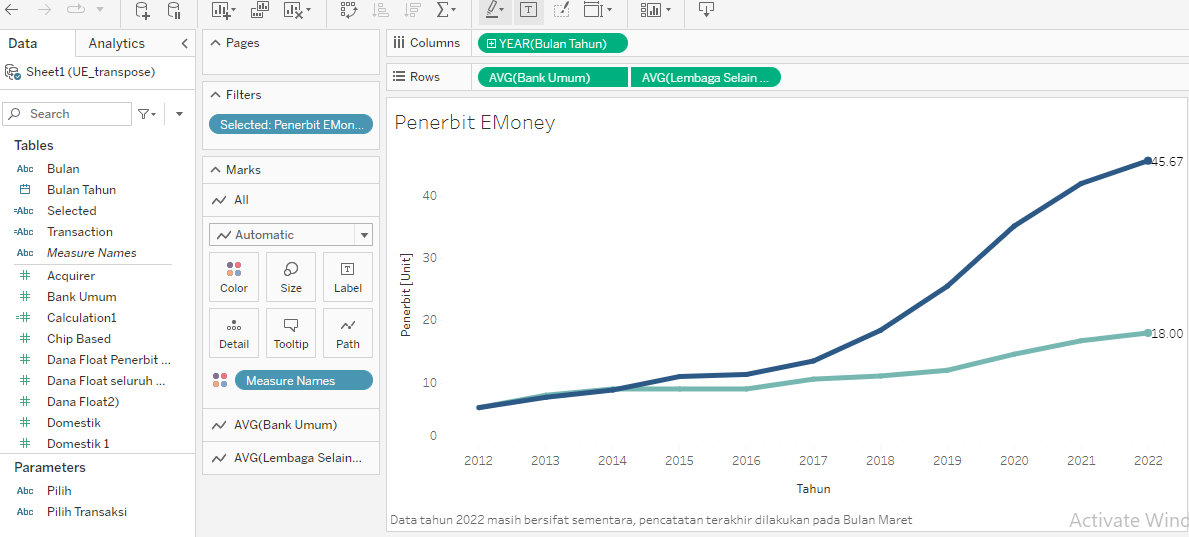 Data
Analytics
Sheet1 (UE_transpose)
Search
Tables
Abc Bulan
Bulan Tahun
=Abc Selected
=Abc Transaction
Abc Measure Names
Acquirer
Bank Umum
Calculation1
Chip Based
Dana Float Penerbit ...
Dana Float seluruh ...
Dana Float2)
Domestik
Domestik 1
Parameters
Abc Pilih
Abc Pilih Transaksi
Pages
Filters
Selected: Penerbit EMon...
Marks
All
Automatic
Color Size Label
Detail Tooltip Path
Measure Names
AVG(Bank Umum)
AVG(Lembaga Selain...
Columns YEAR(Bulan Tahun)
Rows AVG(Bank Umum) AVG(Lembaga Selain ...
Penerbit EMoney
45.67
40
30
20
18.00
10
0
Penerbit [Unit]
2012 2013 2014 2015 2016 2017 2018 2019 2020 2021 2022
Tahun
Data tahun 2022 masih bersifat sementara, pencatatan terakhir dilakukan pada Bulan Maret
Activate Wind